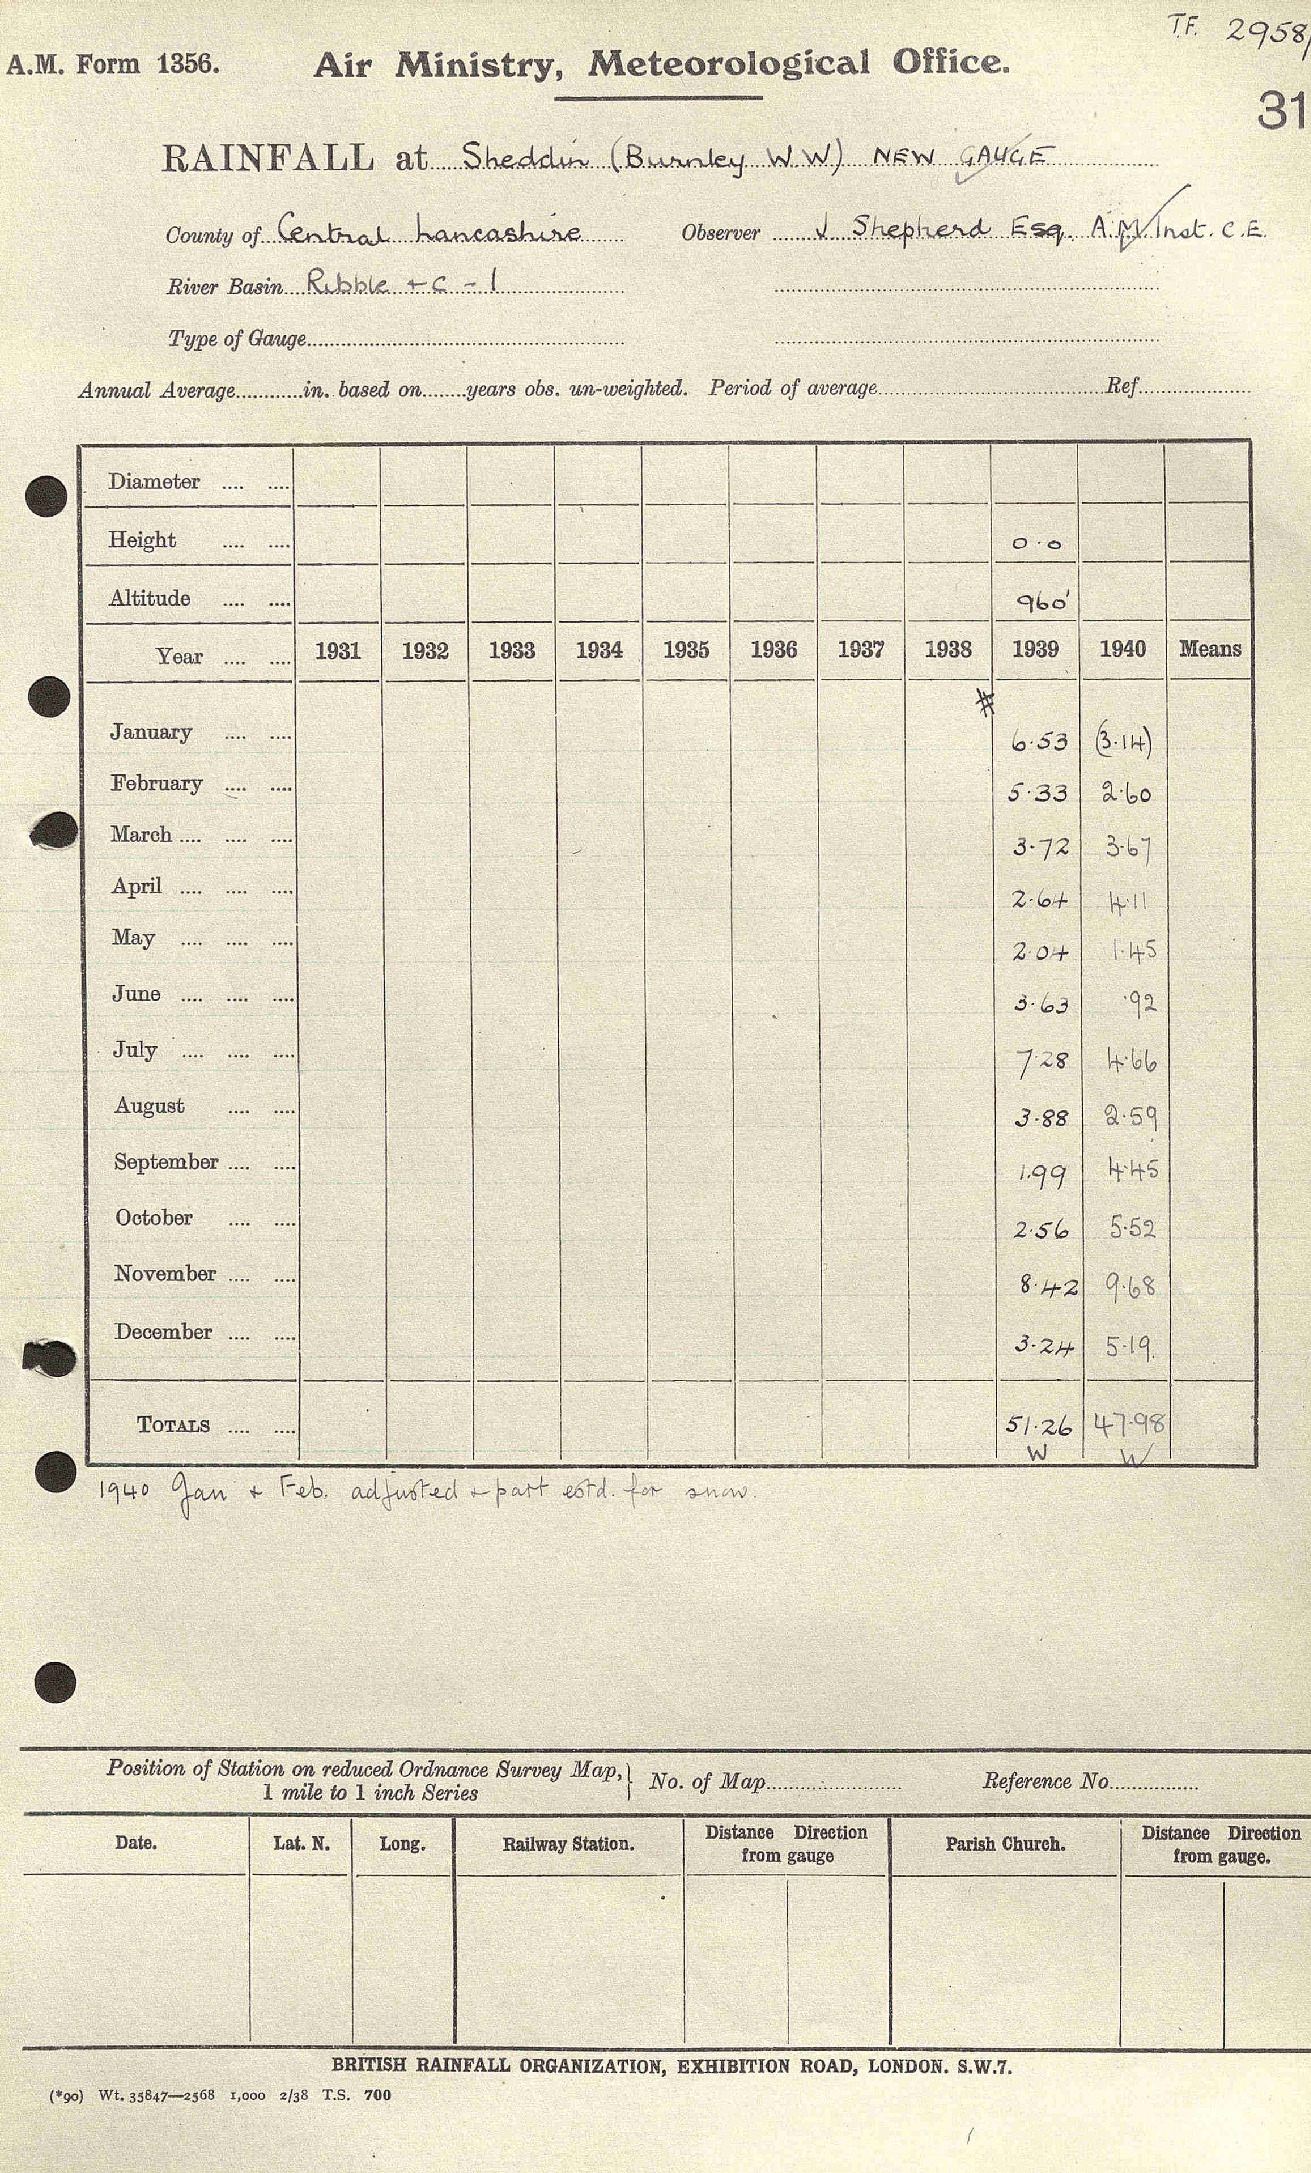 T.F. 2958/
A.M. Form 1356. Air Ministry, Meteorological Office.
31
RAINFALL at Sheddin (Burnley W W) NEW GAUGE
County of Central Lancashire Observer J Shepherd Esq. A.M. Inst. C.E.
River Basin Ribble + C - 1
Type of Gauge
Annual Average in. based on years obs. un-weighted. Period of average Ref
Diameter .... ....
Height .... .... 0.0
Altitude .... .... 960'
Year .... .... 1931 1932 1933 1934 1935 1936 1937 1938 1939 1940 Means
#
January .... .... 6.53 (3.14)
February .... .... 5.33 2.60
March .... .... .... 3.72 3.67
April .... .... .... 2.64 4.11
May .... .... .... 2.04 1.45
June .... .... .... 3.63 .92
July .... .... .... 7.28 4.66
August .... .... 3.88 2.59
September .... .... 1.99 4.45
October .... .... 2.56 5.52
November .... .... 8.42 9.68
December .... .... 3.24 5.19
TOTALS .... .... 51.26 47.98
W W
1940 Jan + Feb. adjusted + part estd. for snow.
Position of Station on reduced Ordnance Survey Map, } No. of Map Reference No.
1 mile to 1 inch Series
Date. Lat. N. Long. Railway Station. Distance Direction Parish Church. Distance Direction
from gauge from gauge.
BRITISH RAINFALL ORGANIZATION, EXHIBITION ROAD, LONDON. S.W.7.
(*90) Wt. 35847—2568 1,000 2/38 T.S. 700